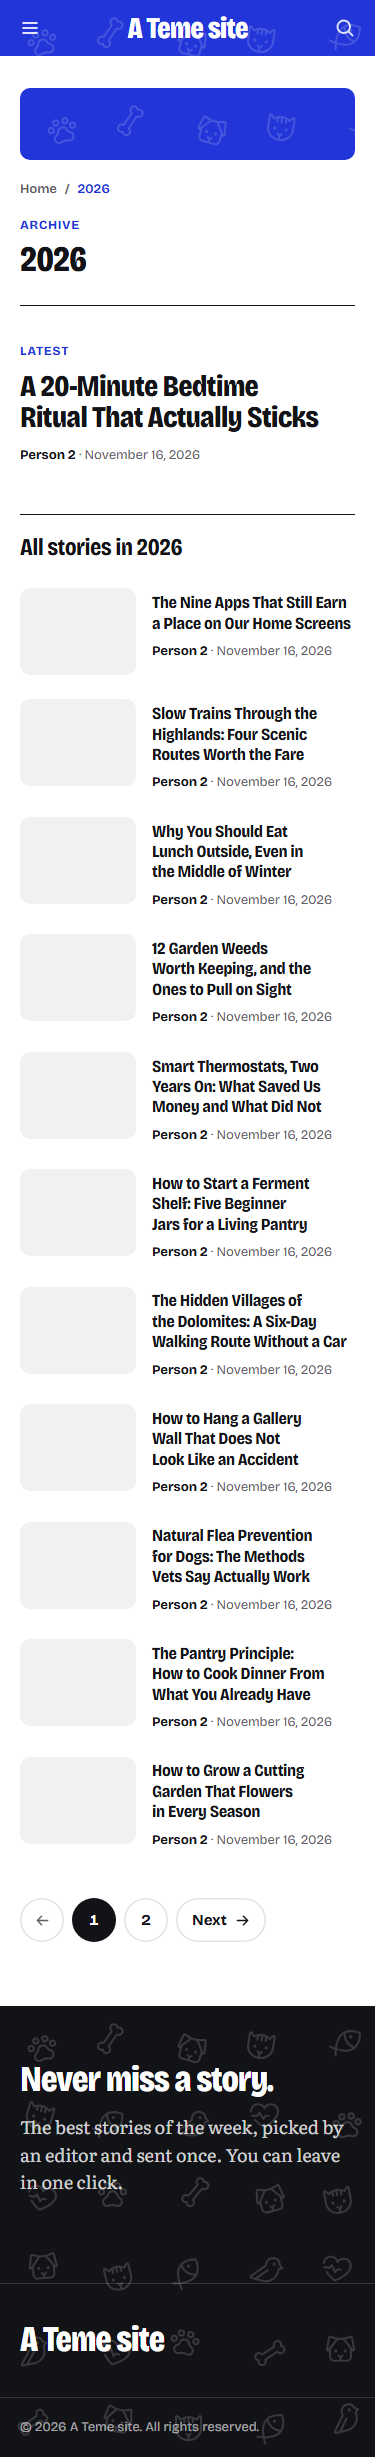 A Teme site
Home / 2026
ARCHIVE
2026
LATEST
A 20-Minute Bedtime
Ritual That Actually Sticks
Person 2 · November 16, 2026
All stories in 2026
The Nine Apps That Still Earn
a Place on Our Home Screens
Person 2 · November 16, 2026
Slow Trains Through the
Highlands: Four Scenic
Routes Worth the Fare
Person 2 · November 16, 2026
Why You Should Eat
Lunch Outside, Even in
the Middle of Winter
Person 2 · November 16, 2026
12 Garden Weeds
Worth Keeping, and the
Ones to Pull on Sight
Person 2 · November 16, 2026
Smart Thermostats, Two
Years On: What Saved Us
Money and What Did Not
Person 2 · November 16, 2026
How to Start a Ferment
Shelf: Five Beginner
Jars for a Living Pantry
Person 2 · November 16, 2026
The Hidden Villages of
the Dolomites: A Six-Day
Walking Route Without a Car
Person 2 · November 16, 2026
How to Hang a Gallery
Wall That Does Not
Look Like an Accident
Person 2 · November 16, 2026
Natural Flea Prevention
for Dogs: The Methods
Vets Say Actually Work
Person 2 · November 16, 2026
The Pantry Principle:
How to Cook Dinner From
What You Already Have
Person 2 · November 16, 2026
How to Grow a Cutting
Garden That Flowers
in Every Season
Person 2 · November 16, 2026
← 1 2 Next →
Never miss a story.
The best stories of the week, picked by
an editor and sent once. You can leave
in one click.
A Teme site
© 2026 A Teme site. All rights reserved.